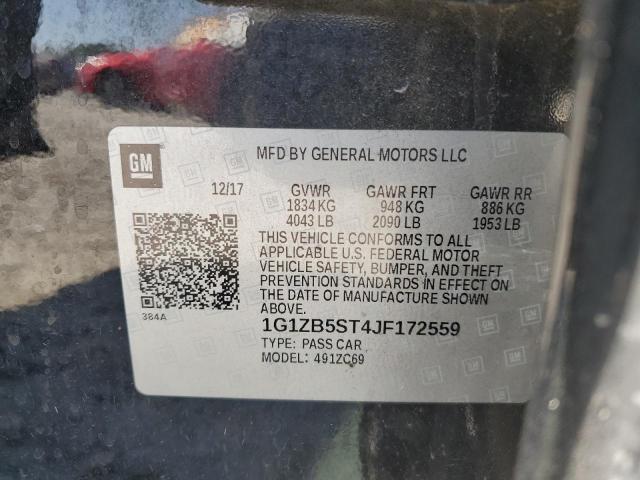 GM
MFD BY GENERAL MOTORS LLC
12/17 GVWR GAWR FRT GAWR RR
1834 KG 948 KG 886 KG
4043 LB 2090 LB 1953 LB
THIS VEHICLE CONFORMS TO ALL
APPLICABLE U.S. FEDERAL MOTOR
VEHICLE SAFETY, BUMPER, AND THEFT
PREVENTION STANDARDS IN EFFECT ON
THE DATE OF MANUFACTURE SHOWN
ABOVE.
384A
1G1ZB5ST4JF172559
TYPE: PASS CAR
MODEL: 491ZC69